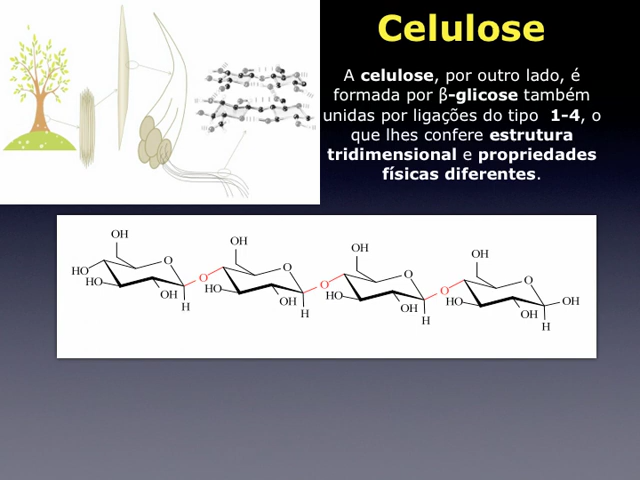 Celulose
A celulose, por outro lado, é
formada por β-glicose também
unidas por ligações do tipo  1-4, o
que lhes confere estrutura
tridimensional e propriedades
físicas diferentes.
OH OH OH OH
O O O O
HO O O O
HO HO HO HO OH
OH OH OH OH
H H H H